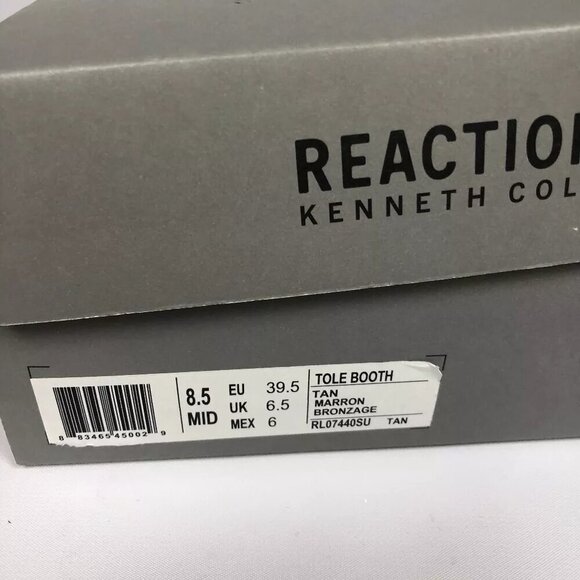 REACTION
KENNETH COL
8.5 MID
EU 39.5
UK 6.5
MEX 6
TOLE BOOTH
TAN
MARRON
BRONZAGE
RL07440SU TAN
8 83465 45002 9